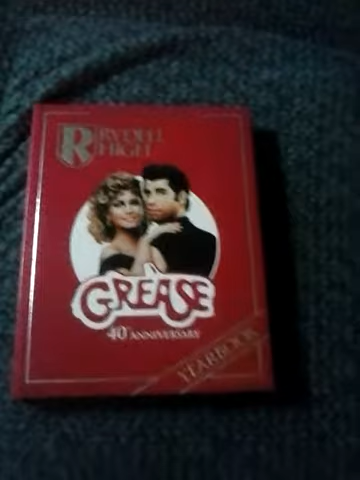 R RYDELL
HIGH
GREASE
40TH ANNIVERSARY
YEARBOOK